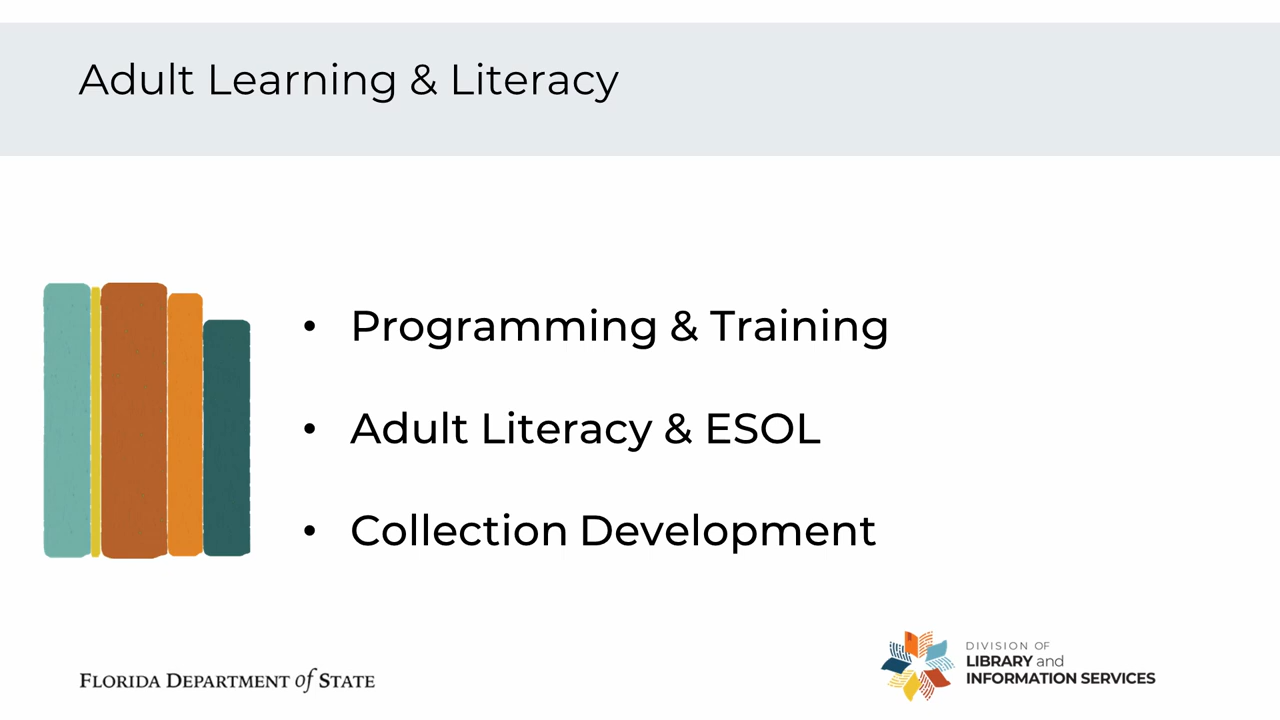 Adult Learning & Literacy
• Programming & Training
• Adult Literacy & ESOL
• Collection Development
FLORIDA DEPARTMENT of STATE
DIVISION OF
LIBRARY and
INFORMATION SERVICES